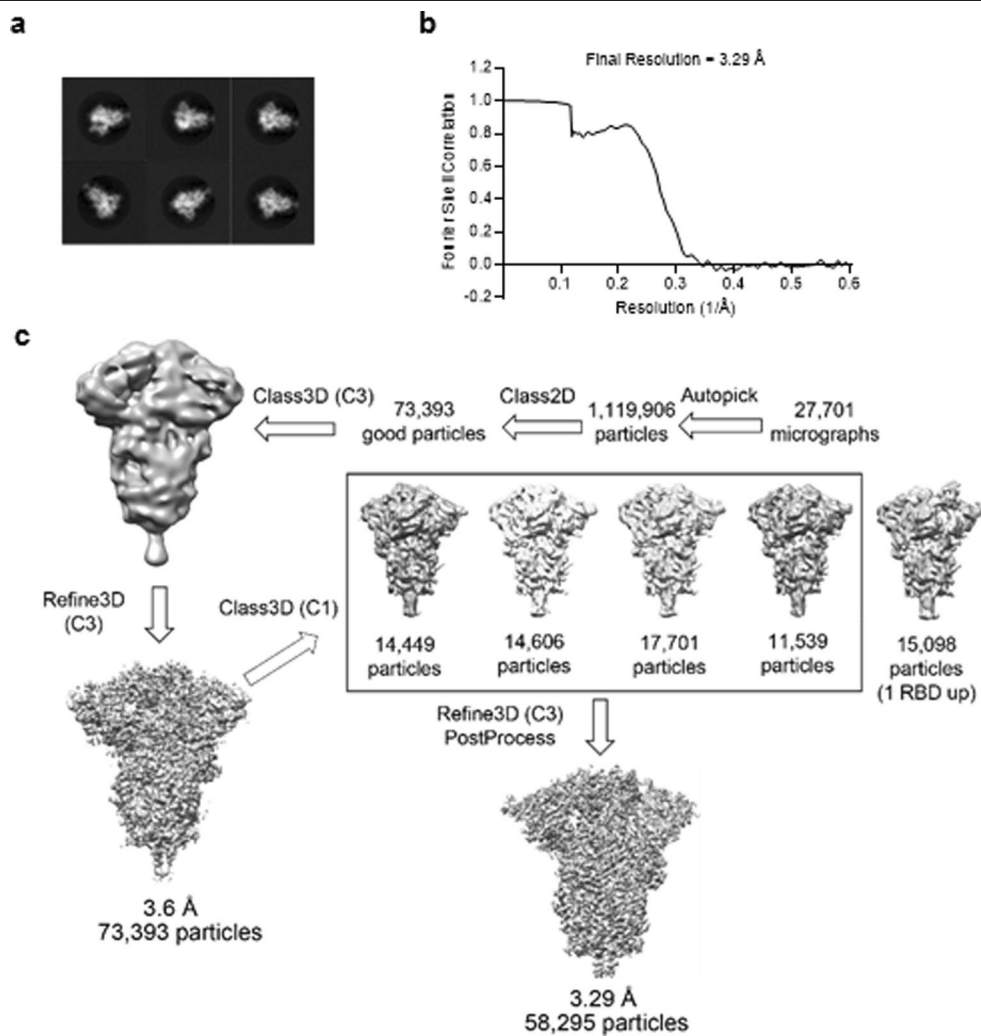 a
b
Final Resolution = 3.29 Å
Fourier Shell Correlation
1.2
1.0
0.8
0.6
0.4
0.2
0.0
-0.2
0.1
0.2
0.3
0.4
0.5
0.6
Resolution (1/Å)
c
Class3D (C3)
73,393
good particles
Class2D
1,119,906
particles
Autopick
27,701
micrographs
Refine3D
(C3)
Class3D (C1)
14,449
particles
14,606
particles
17,701
particles
11,539
particles
15,098
particles
(1 RBD up)
Refine3D (C3)
PostProcess
3.6 Å
73,393 particles
3.29 Å
58,295 particles